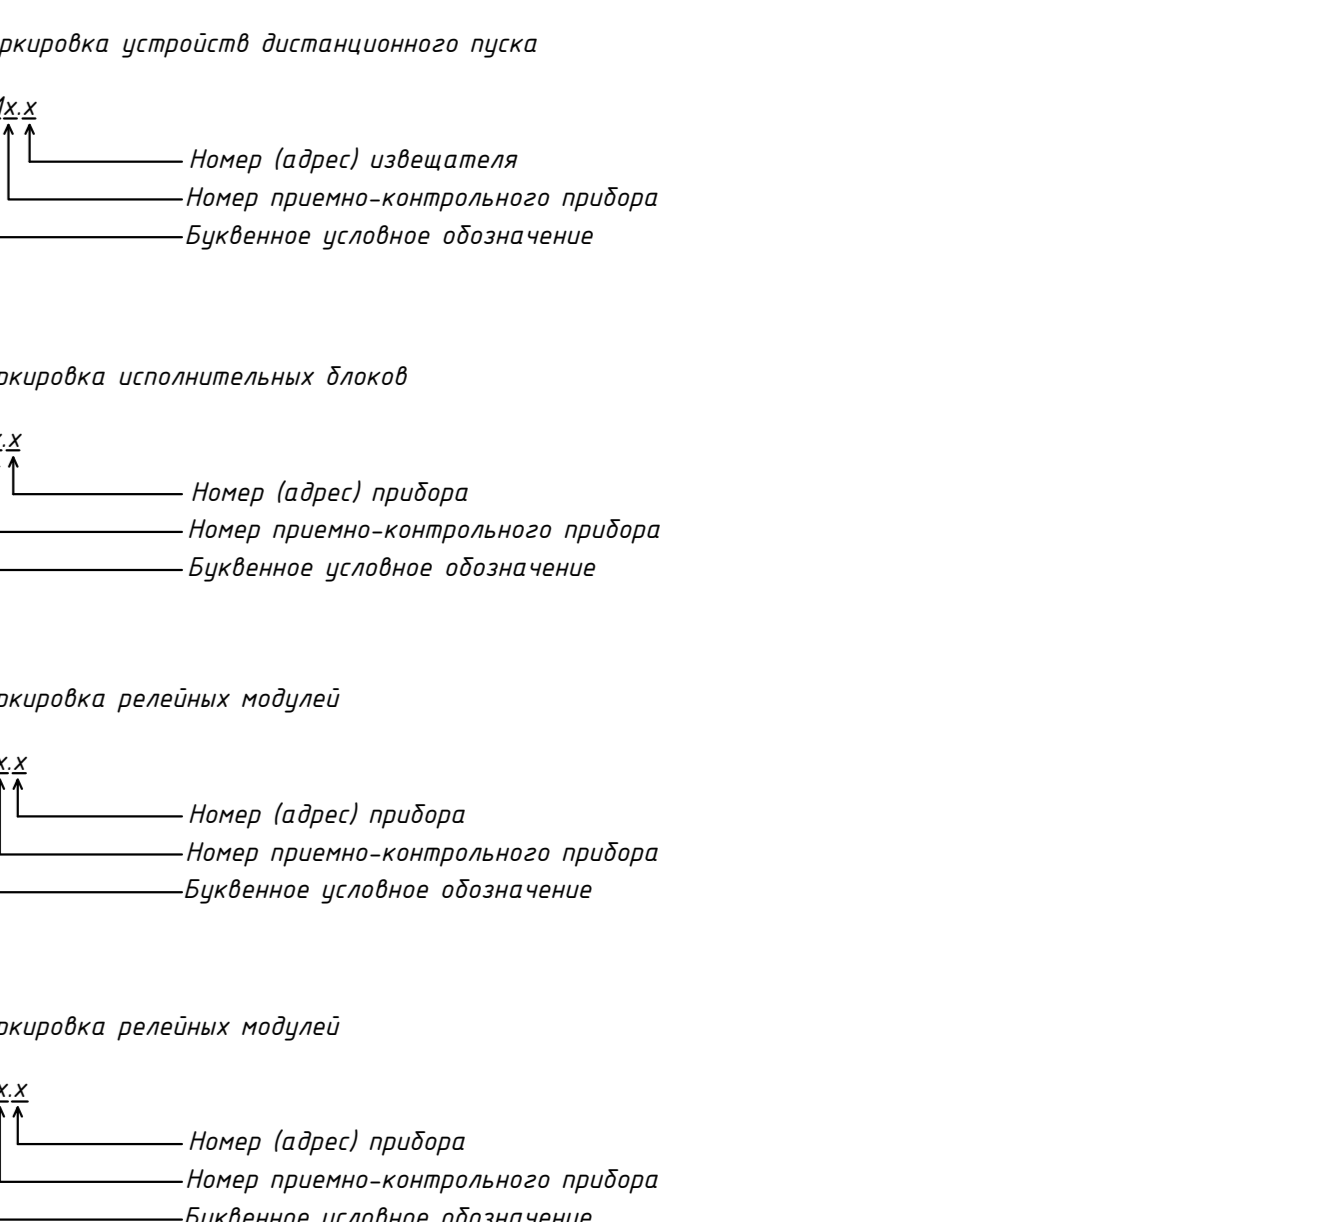 ркировка устройств дистанционного пуска
х.х
Номер (адрес) извещателя
Номер приемно-контрольного прибора
Буквенное условное обозначение
ркировка исполнительных блоков
.х
Номер (адрес) прибора
Номер приемно-контрольного прибора
Буквенное условное обозначение
ркировка релейных модулей
х.х
Номер (адрес) прибора
Номер приемно-контрольного прибора
Буквенное условное обозначение
ркировка релейных модулей
х.х
Номер (адрес) прибора
Номер приемно-контрольного прибора
Буквенное условное обозначение